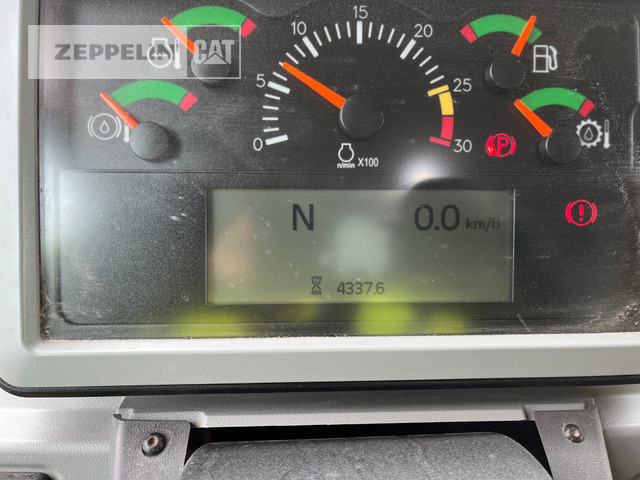 ZEPPELIN CAT
0 5 10 15 20 25 30
n/min X100
P
N 0.0 km/h
4337.6